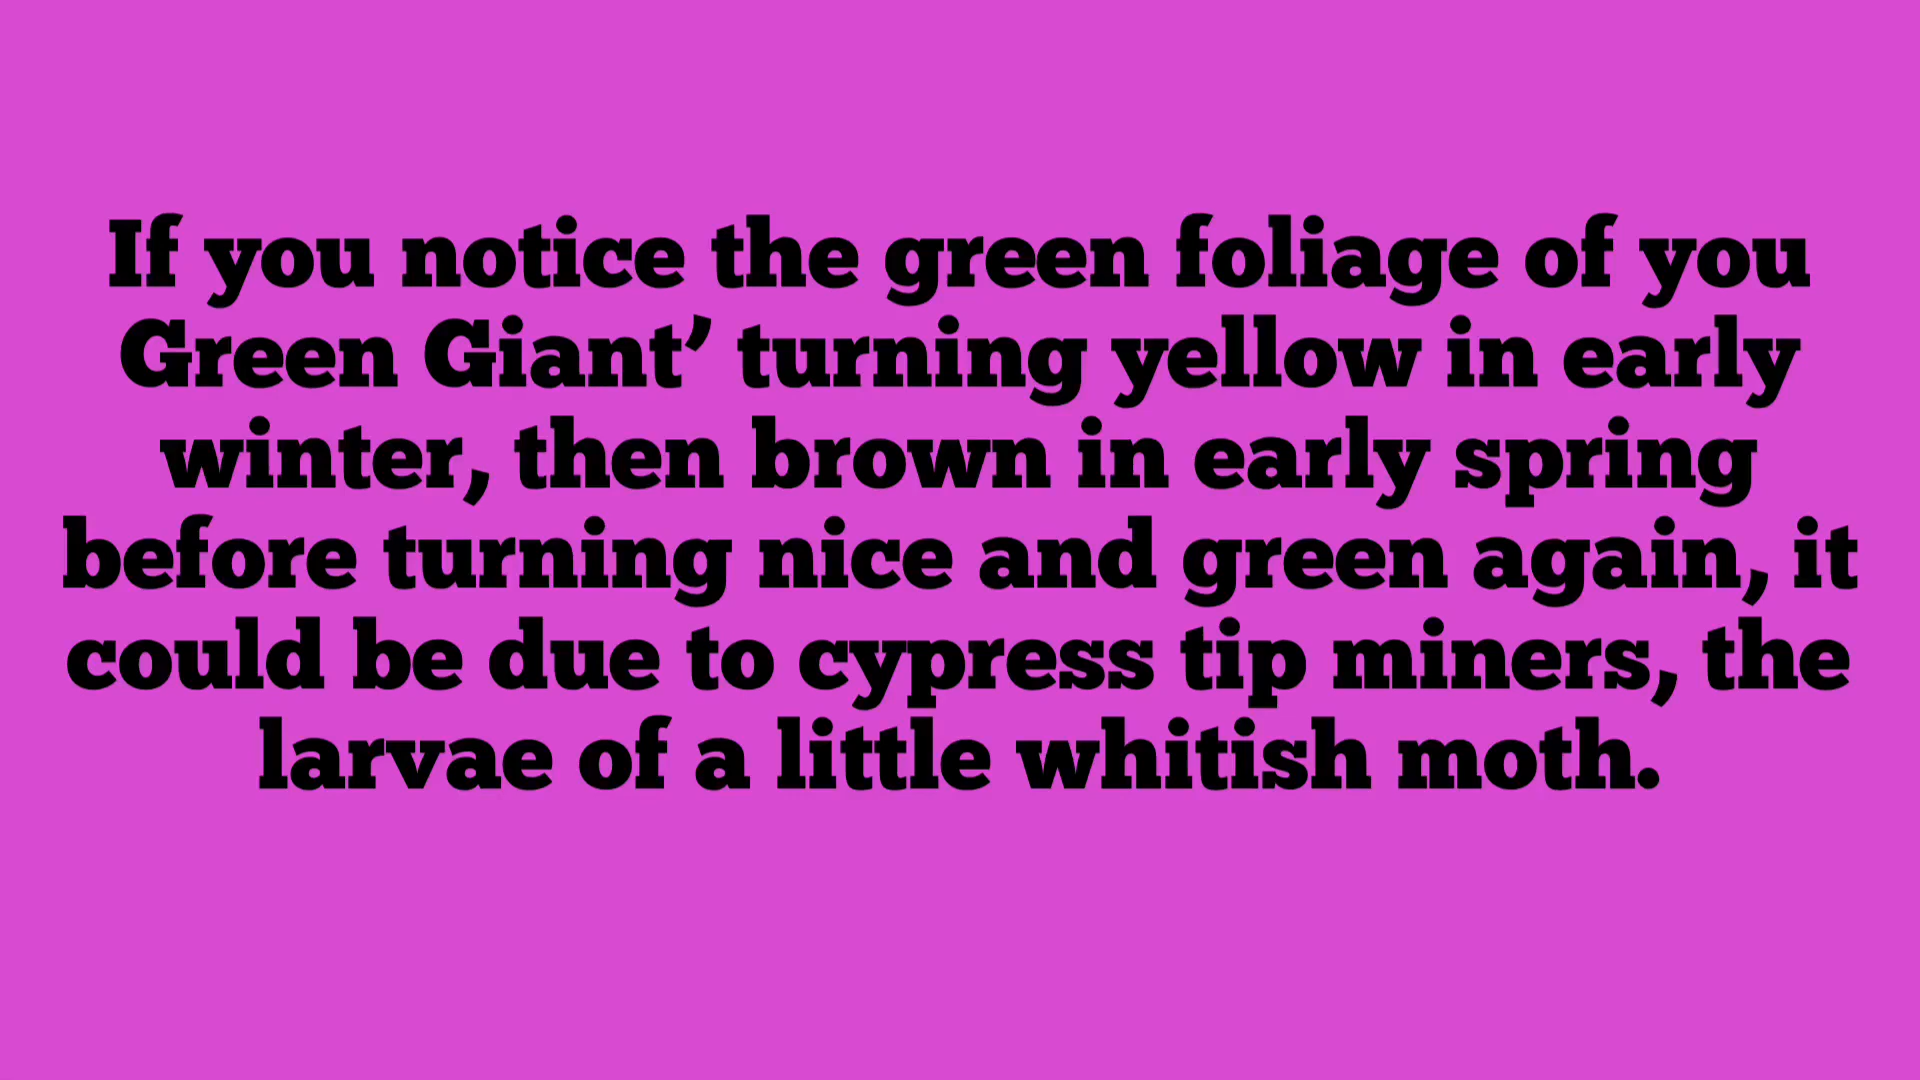 If you notice the green foliage of you
Green Giant’ turning yellow in early
winter, then brown in early spring
before turning nice and green again, it
could be due to cypress tip miners, the
larvae of a little whitish moth.